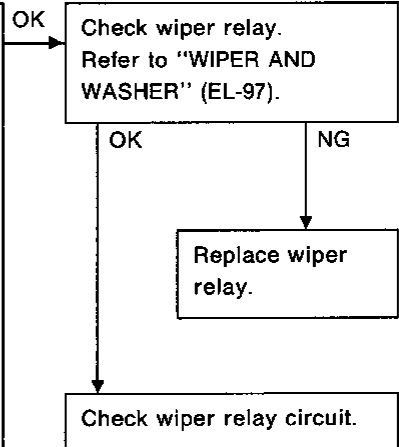 OK
Check wiper relay.
Refer to "WIPER AND
WASHER" (EL-97).
OK
NG
Replace wiper
relay.
Check wiper relay circuit.